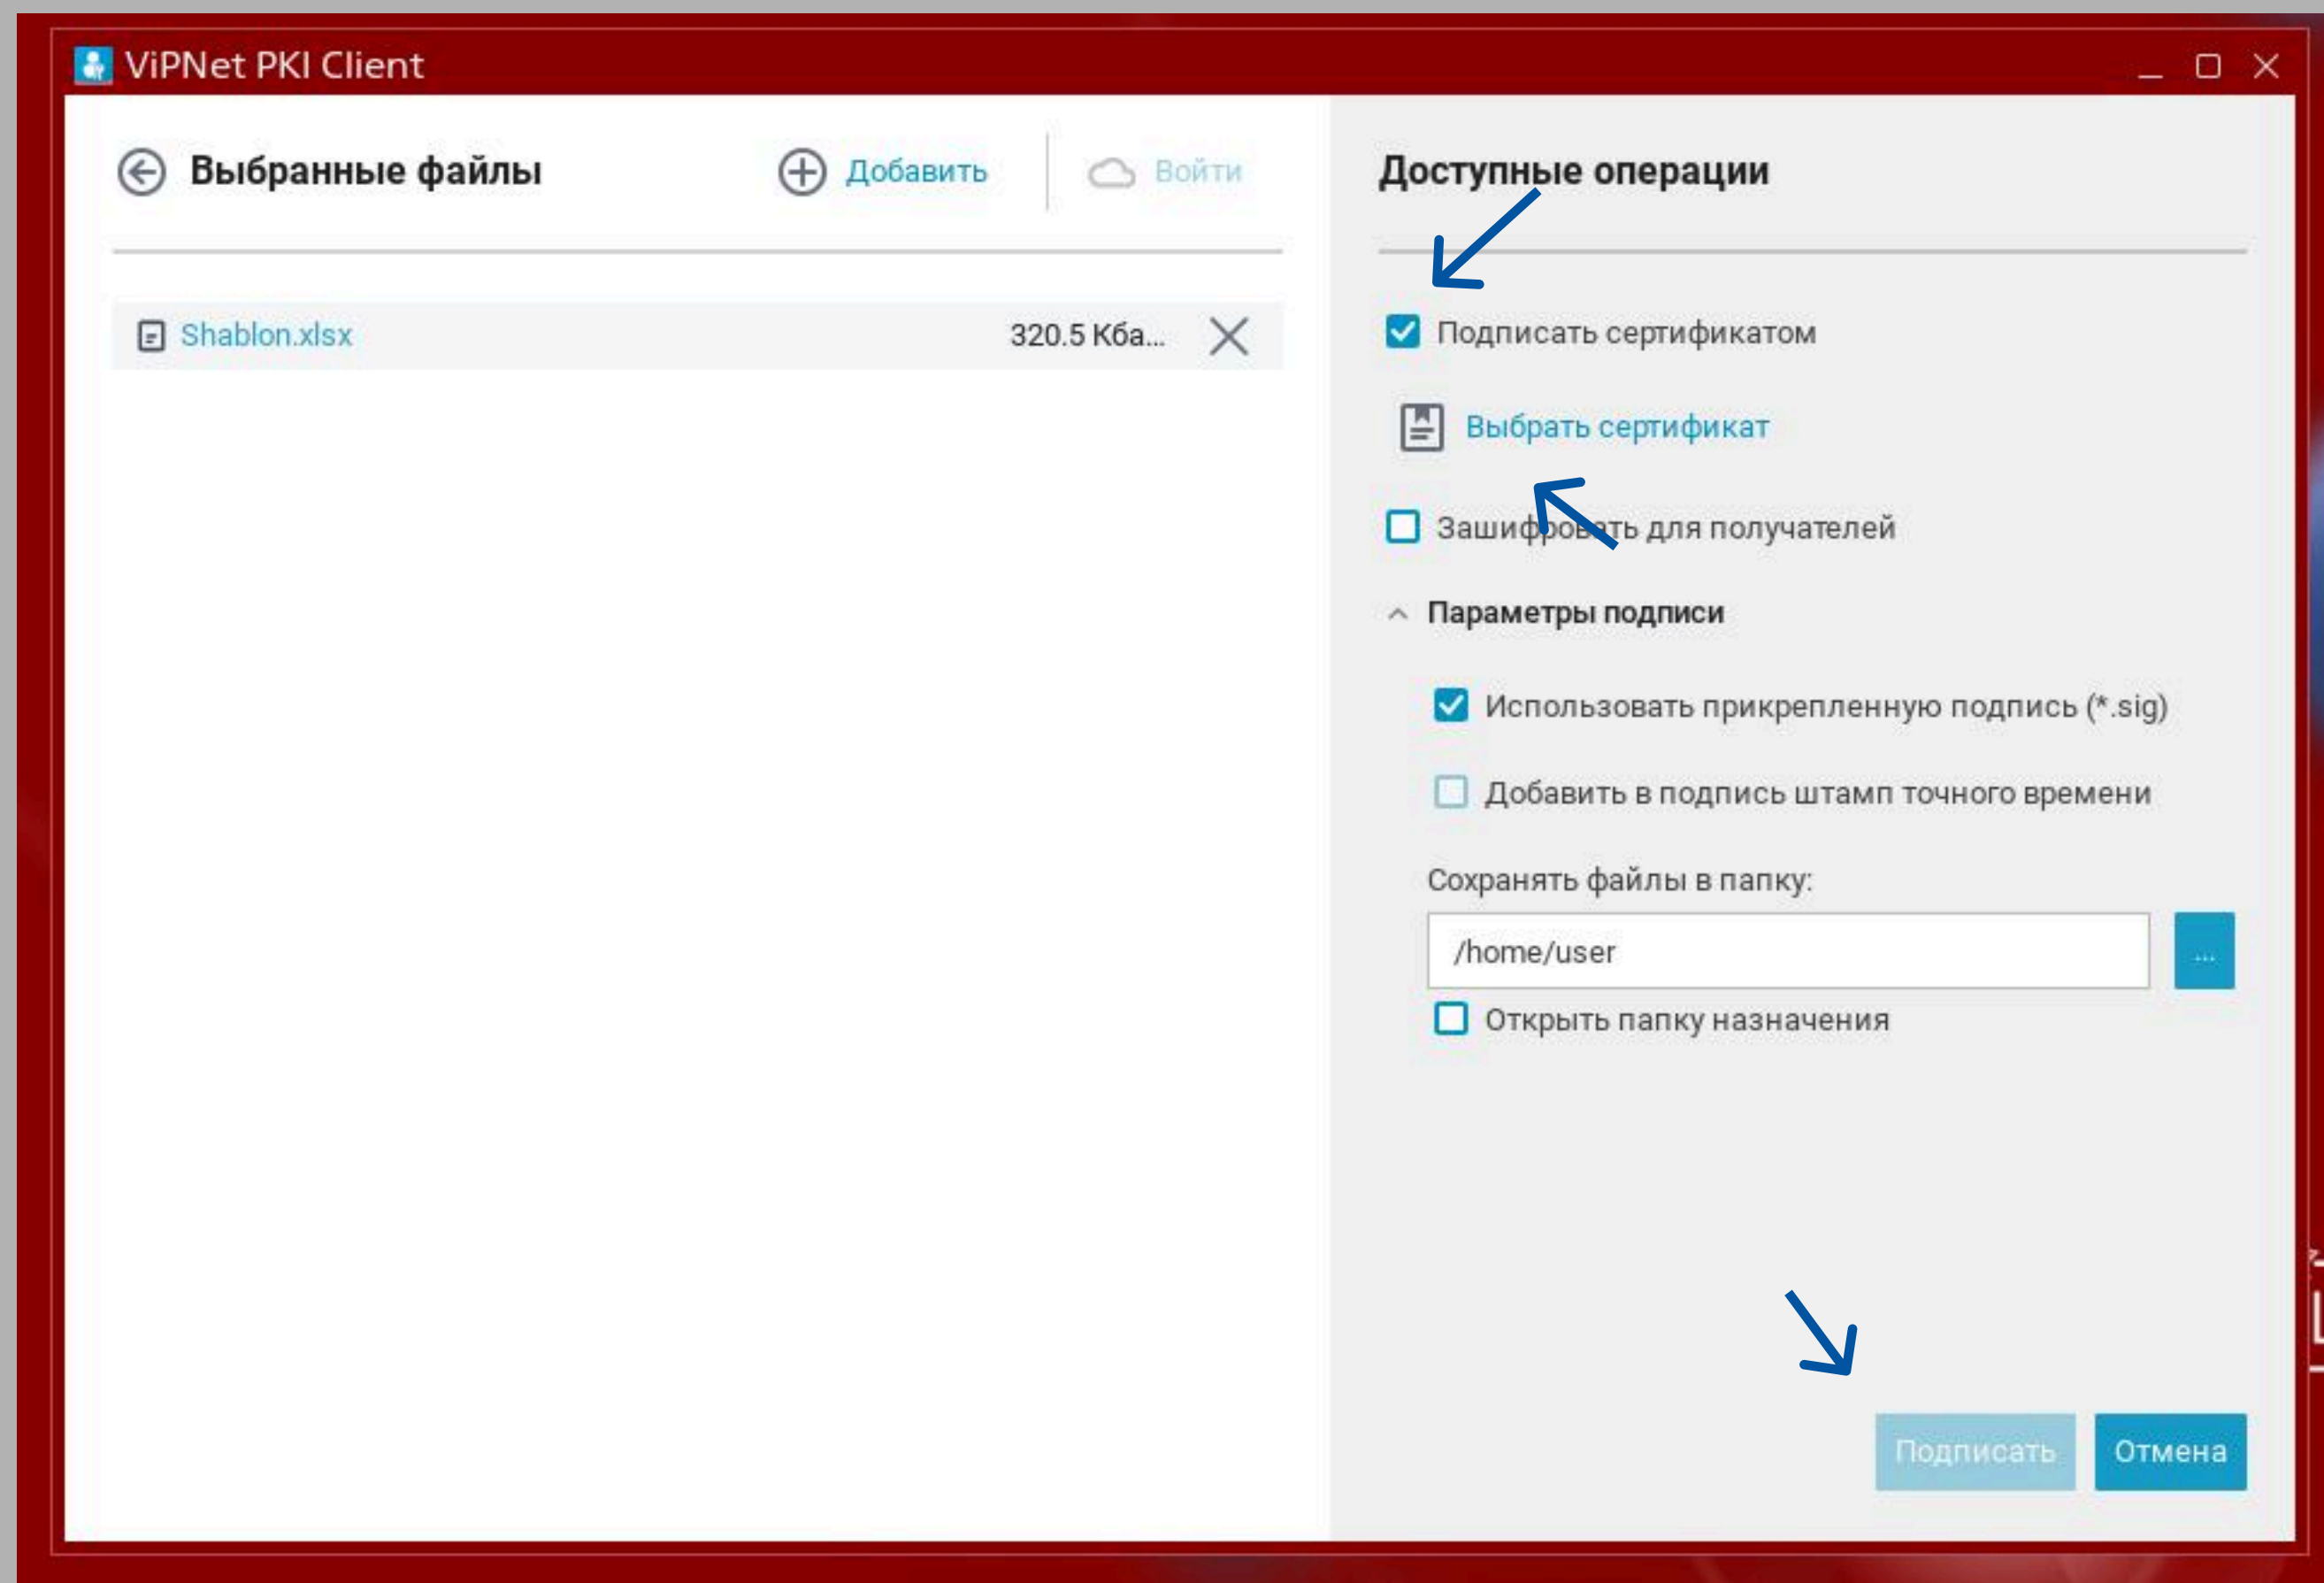 ViPNet PKI Client
Выбранные файлы
Добавить
Войти
Shablon.xlsx
320.5 Кба...
Доступные операции
Подписать сертификатом
Выбрать сертификат
Зашифровать для получателей
Параметры подписи
Использовать прикрепленную подпись (*.sig)
Добавить в подпись штамп точного времени
Сохранять файлы в папку:
/home/user
...
Открыть папку назначения
Подписать
Отмена